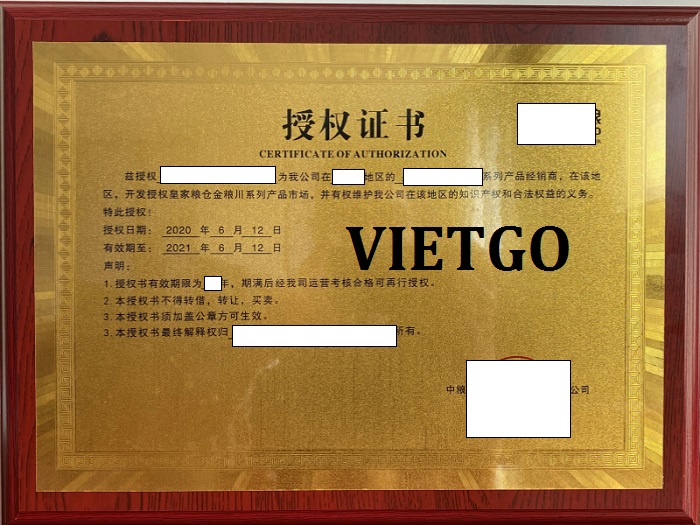 授权证书
CERTIFICATE OF AUTHORIZATION
兹授权 为我公司在 地区的 系列产品经销商,在该地
区,开发授权皇家粮仓金粮川系列产品市场,并有权维护我公司在该地区的知识产权和合法权益的义务。
特此授权!
授权日期: 2020 年 6 月 12 日
有效期至: 2021 年 6 月 12 日
VIETGO
声明:
1.授权书有效期限为 年,期满后经我司运营考核合格可再行授权。
2.本授权书不得转借,转让,买卖。
3.本授权书须加盖公章方可生效。
3.本授权书最终解释权归 所有。
中粮 公司